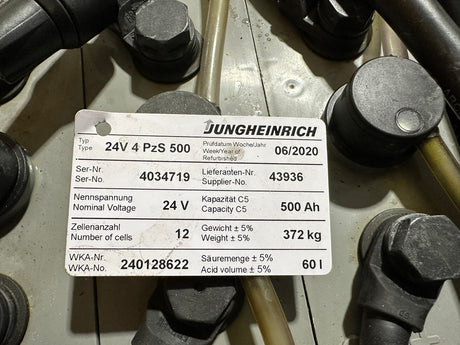 JUNGHEINRICH
Typ
Type
24V 4 PzS 500
Prüfdatum Woche/Jahr
Week/Year of
Refurbished
06/2020
Ser-Nr.
Ser-No.
4034719
Lieferanten-Nr.
Supplier-No.
43936
Nennspannung
Nominal Voltage
24 V
Kapazität C5
Capacity C5
500 Ah
Zellenanzahl
Number of cells
12
Gewicht ± 5%
Weight ± 5%
372 kg
WKA-Nr.
WKA-No.
240128622
Säuremenge ± 5%
Acid volume ± 5%
60 l